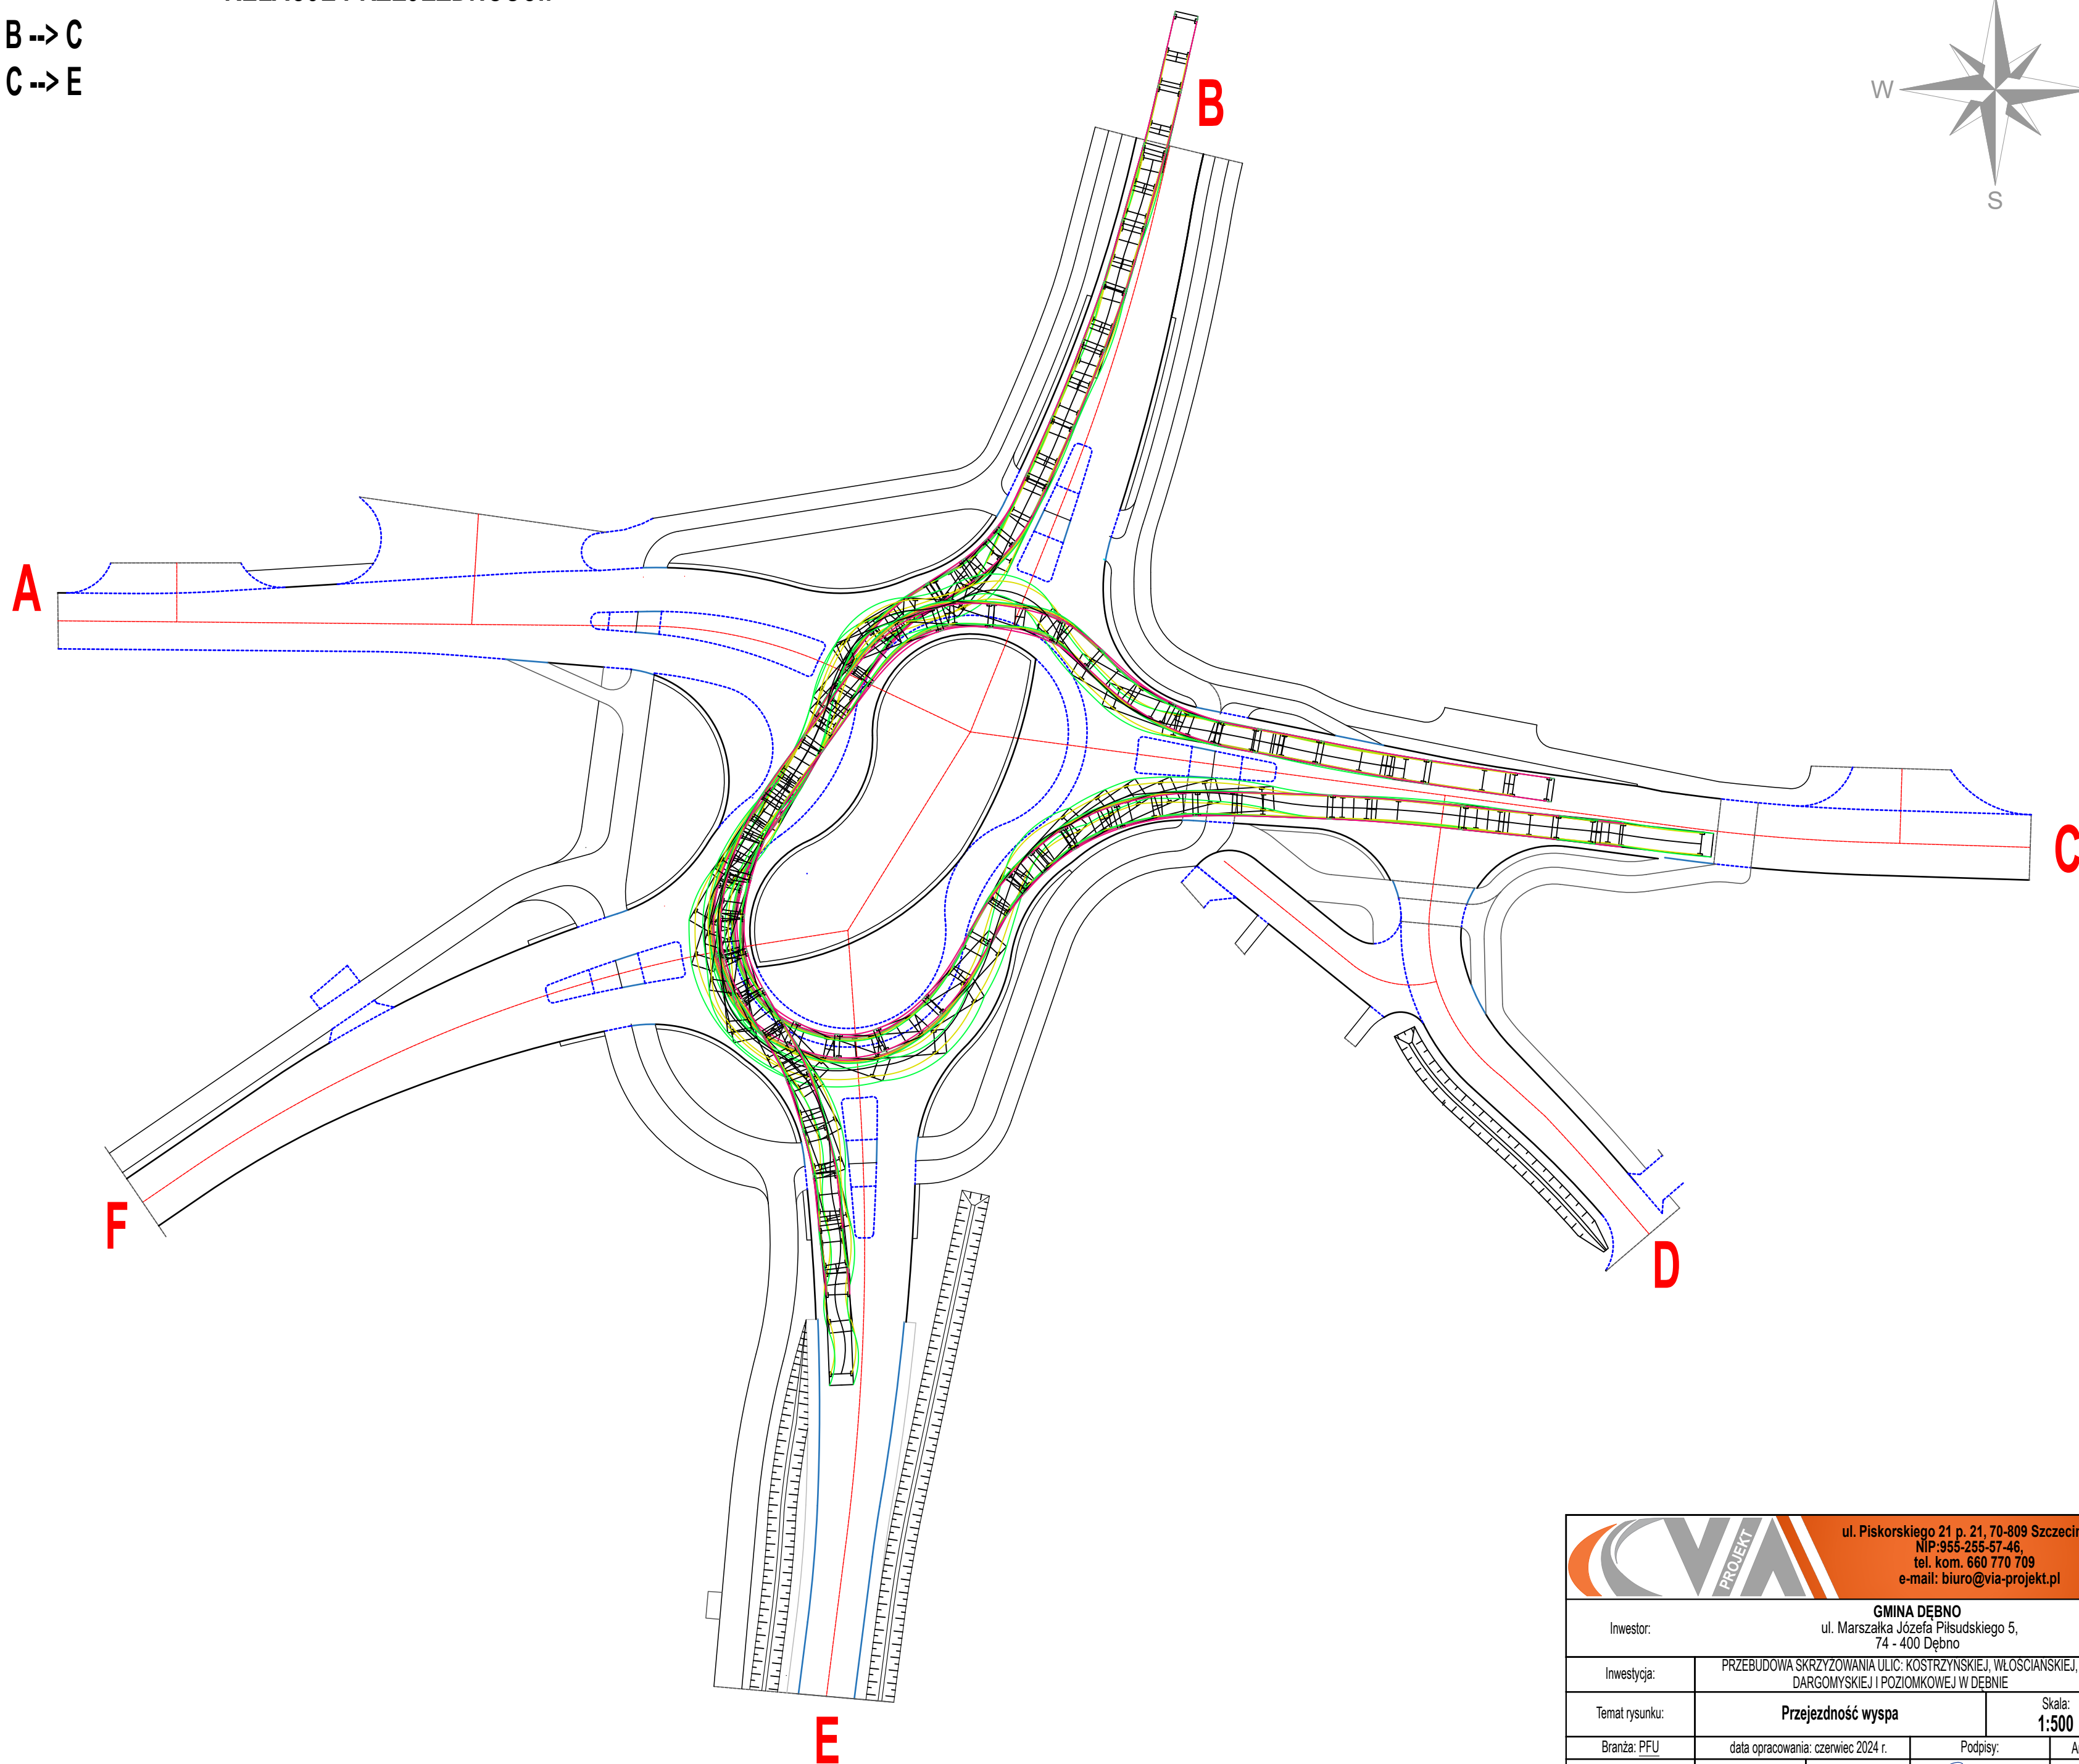 B --> C
C --> E
B
W
S
A
C
F
D
E
PROJEKT
VIA
ul. Piskorskiego 21 p. 21, 70-809 Szczecin
NIP:955-255-57-46,
tel. kom. 660 770 709
e-mail: biuro@via-projekt.pl
Inwestor:
GMINA DĘBNO
ul. Marszałka Józefa Piłsudskiego 5,
74 - 400 Dębno
Inwestycja:
PRZEBUDOWA SKRZYŻOWANIA ULIC: KOSTRZYŃSKIEJ, WŁOŚCIAŃSKIEJ,
DARGOMYSKIEJ I POZIOMKOWEJ W DĘBNIE
Temat rysunku:
Przejezdność wyspa
Skala:
1:500
Branża: PFU
data opracowania: czerwiec 2024 r.
Podpisy: